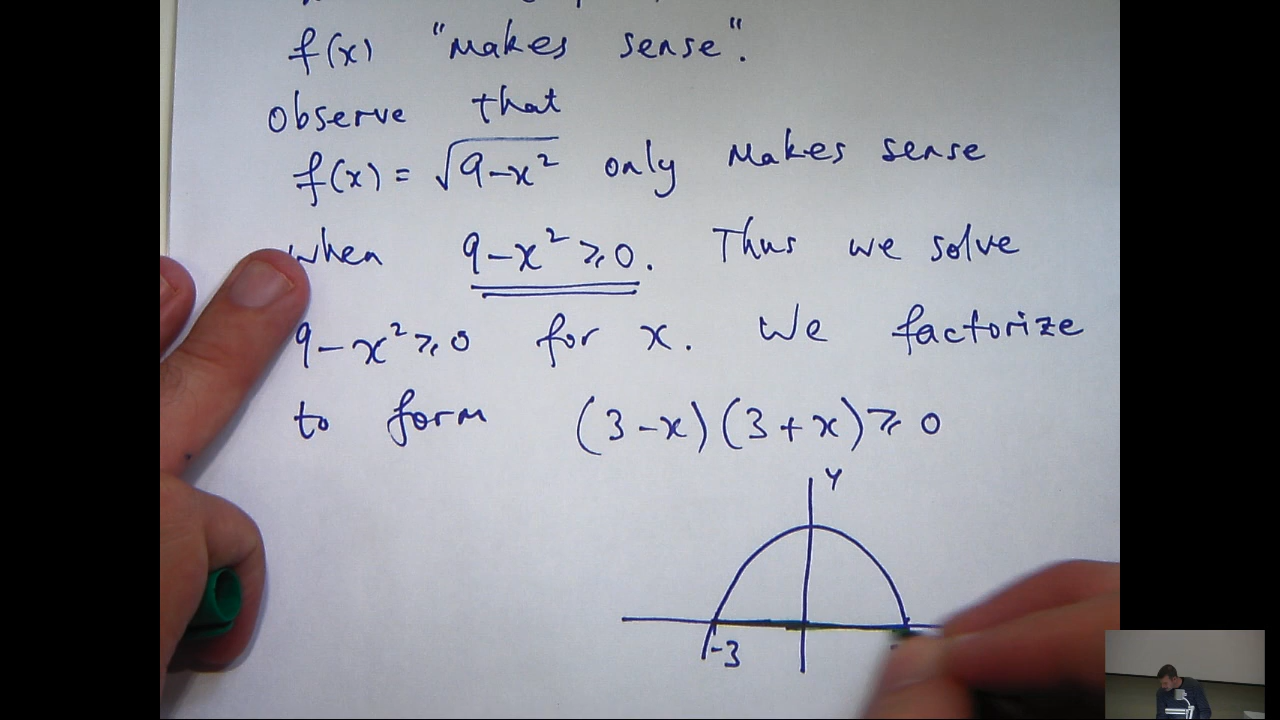 f(x) "makes sense".
Observe that
f(x) = √(9-x²) only makes sense
when 9-x² ≥ 0. Thus we solve
9-x² ≥ 0 for x. We factorize
to form (3-x)(3+x) ≥ 0
y
-3